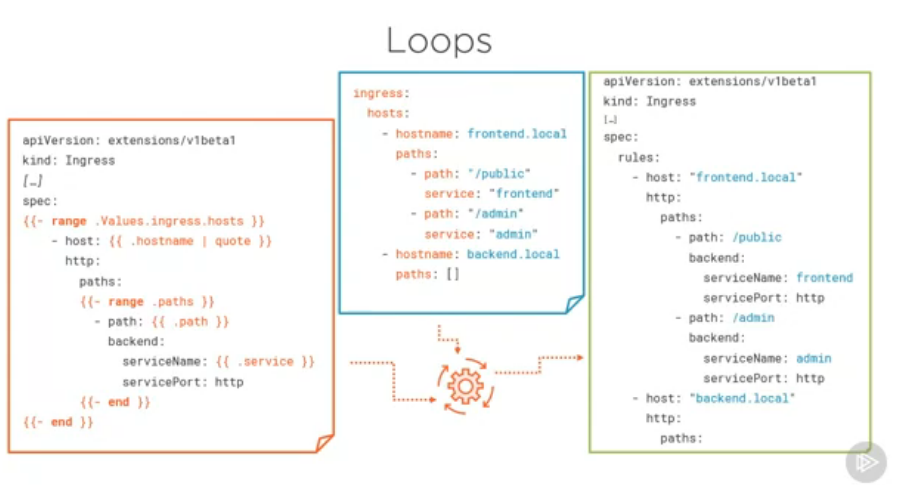 Loops
apiVersion: extensions/v1beta1
kind: Ingress
[…]
spec:
{{- range .Values.ingress.hosts }}
    - host: {{ .hostname | quote }}
      http:
        paths:
        {{- range .paths }}
          - path: {{ .path }}
            backend:
              serviceName: {{ .service }}
              servicePort: http
        {{- end }}
{{- end }}
ingress:
  hosts:
    - hostname: frontend.local
      paths:
        - path: "/public"
          service: "frontend"
        - path: "/admin"
          service: "admin"
    - hostname: backend.local
      paths: []
apiVersion: extensions/v1beta1
kind: Ingress
[…]
spec:
  rules:
    - host: "frontend.local"
      http:
        paths:
          - path: /public
            backend:
              serviceName: frontend
              servicePort: http
          - path: /admin
            backend:
              serviceName: admin
              servicePort: http
    - host: "backend.local"
      http:
        paths: